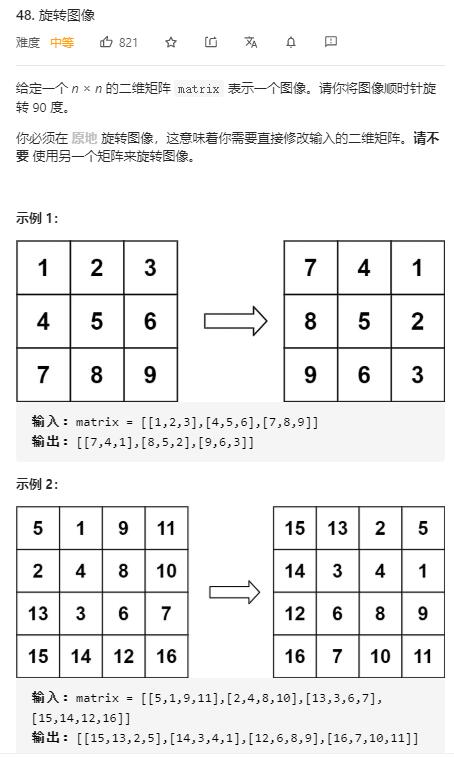 48. 旋转图像
难度 中等 821
给定一个 n × n 的二维矩阵 matrix 表示一个图像。请你将图像顺时针旋
转 90 度。
你必须在 原地 旋转图像，这意味着你需要直接修改输入的二维矩阵。请不
要 使用另一个矩阵来旋转图像。
示例 1：
1 2 3
4 5 6
7 8 9
7 4 1
8 5 2
9 6 3
输入：matrix = [[1,2,3],[4,5,6],[7,8,9]]
输出：[[7,4,1],[8,5,2],[9,6,3]]
示例 2：
5 1 9 11
2 4 8 10
13 3 6 7
15 14 12 16
15 13 2 5
14 3 4 1
12 6 8 9
16 7 10 11
输入：matrix = [[5,1,9,11],[2,4,8,10],[13,3,6,7],
[15,14,12,16]]
输出：[[15,13,2,5],[14,3,4,1],[12,6,8,9],[16,7,10,11]]